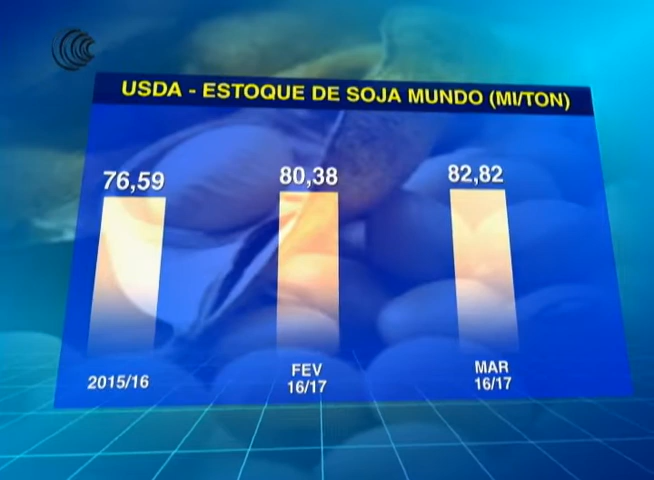 USDA - ESTOQUE DE SOJA MUNDO (MI/TON)
76,59
80,38
82,82
2015/16
FEV
16/17
MAR
16/17